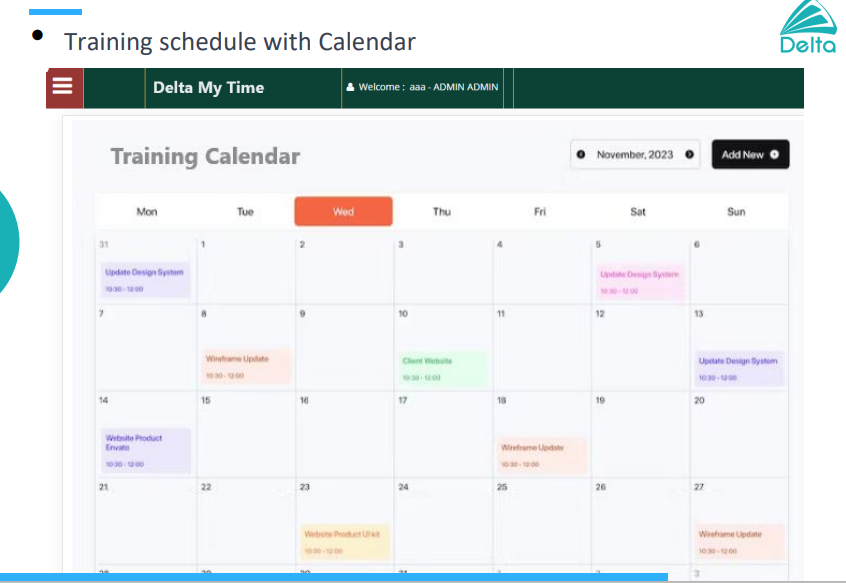 Delta
• Training schedule with Calendar
Delta My Time
Welcome : aaa - ADMIN ADMIN
Training Calendar
November, 2023
Add New
Mon Tue Wed Thu Fri Sat Sun
31 1 2 3 4 5 6
Update Design System
10:30 - 12:00
Update Design System
10:30 - 12:00
7 8 9 10 11 12 13
Wireframe Update
10:30 - 12:00
Client Website
10:30 - 12:00
Update Design System
10:30 - 12:00
14 15 16 17 18 19 20
Website Product
Envato
10:30 - 12:00
Wireframe Update
10:30 - 12:00
21 22 23 24 25 26 27
Website Product UI kit
10:30 - 12:00
Wireframe Update
10:30 - 12:00
3